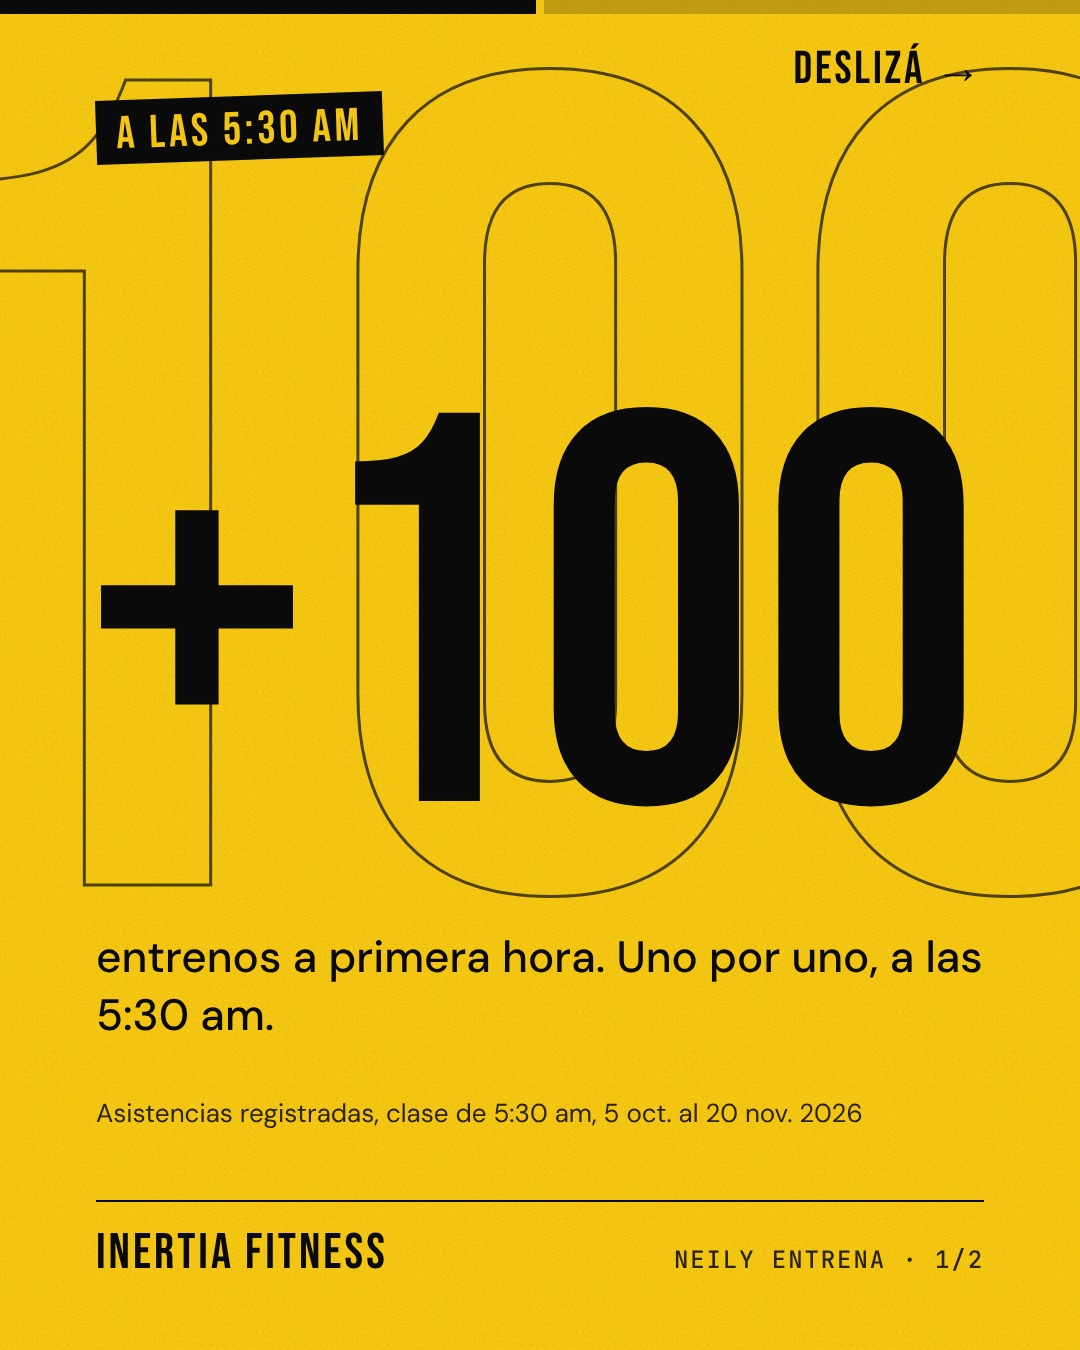 DESLIZÁ →
A LAS 5:30 AM
100
+100
entrenos a primera hora. Uno por uno, a las
5:30 am.
Asistencias registradas, clase de 5:30 am, 5 oct. al 20 nov. 2026
INERTIA FITNESS
NEILY ENTRENA · 1/2